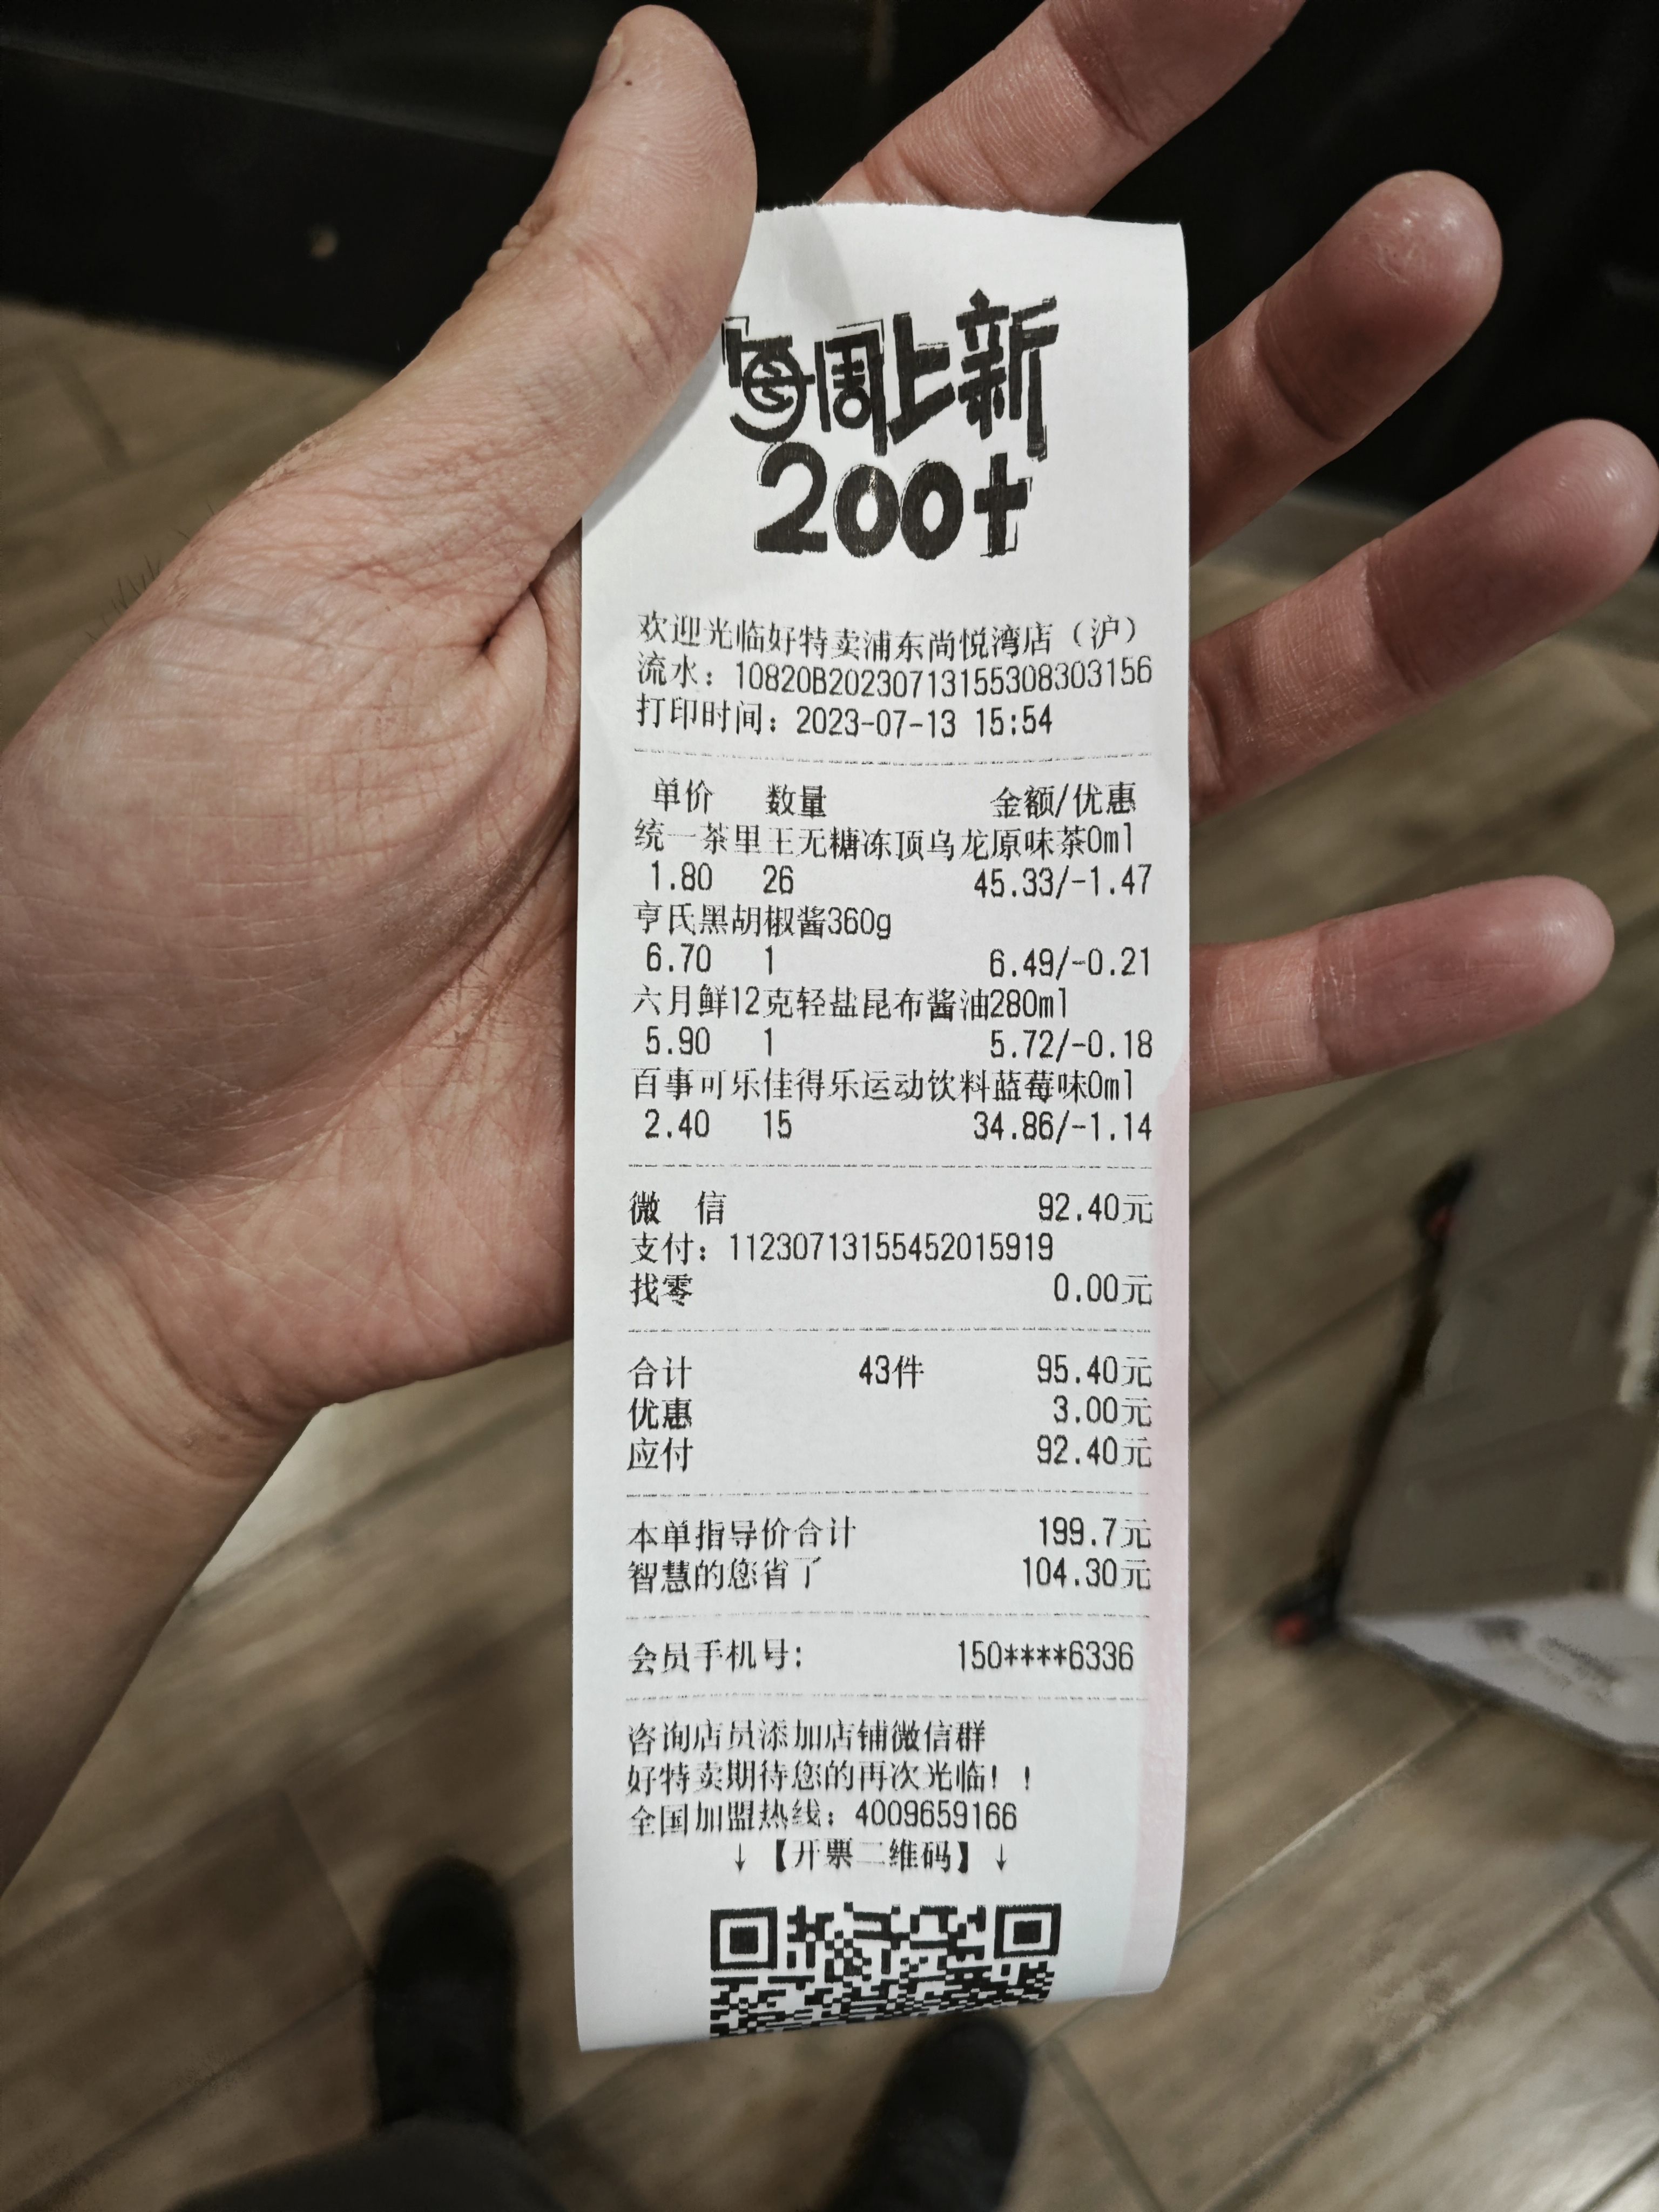 每周上新
200+
欢迎光临好特卖浦东尚悦湾店（沪）
流水：10820B20230713155308303156
打印时间：2023-07-13 15:54
单价 数量 金额/优惠
统一茶里王无糖冻顶乌龙原味茶0ml
1.80 26 45.33/-1.47
亨氏黑胡椒酱360g
6.70 1 6.49/-0.21
六月鲜12克轻盐昆布酱油280ml
5.90 1 5.72/-0.18
百事可乐佳得乐运动饮料蓝莓味0ml
2.40 15 34.86/-1.14
微 信 92.40元
支付：11230713155452015919
找零 0.00元
合计 43件 95.40元
优惠 3.00元
应付 92.40元
本单指导价合计 199.7元
智慧的您省了 104.30元
会员手机号： 150****6336
咨询店员添加店铺微信群
好特卖期待您的再次光临！！
全国加盟热线：4009659166
↓【开票二维码】↓